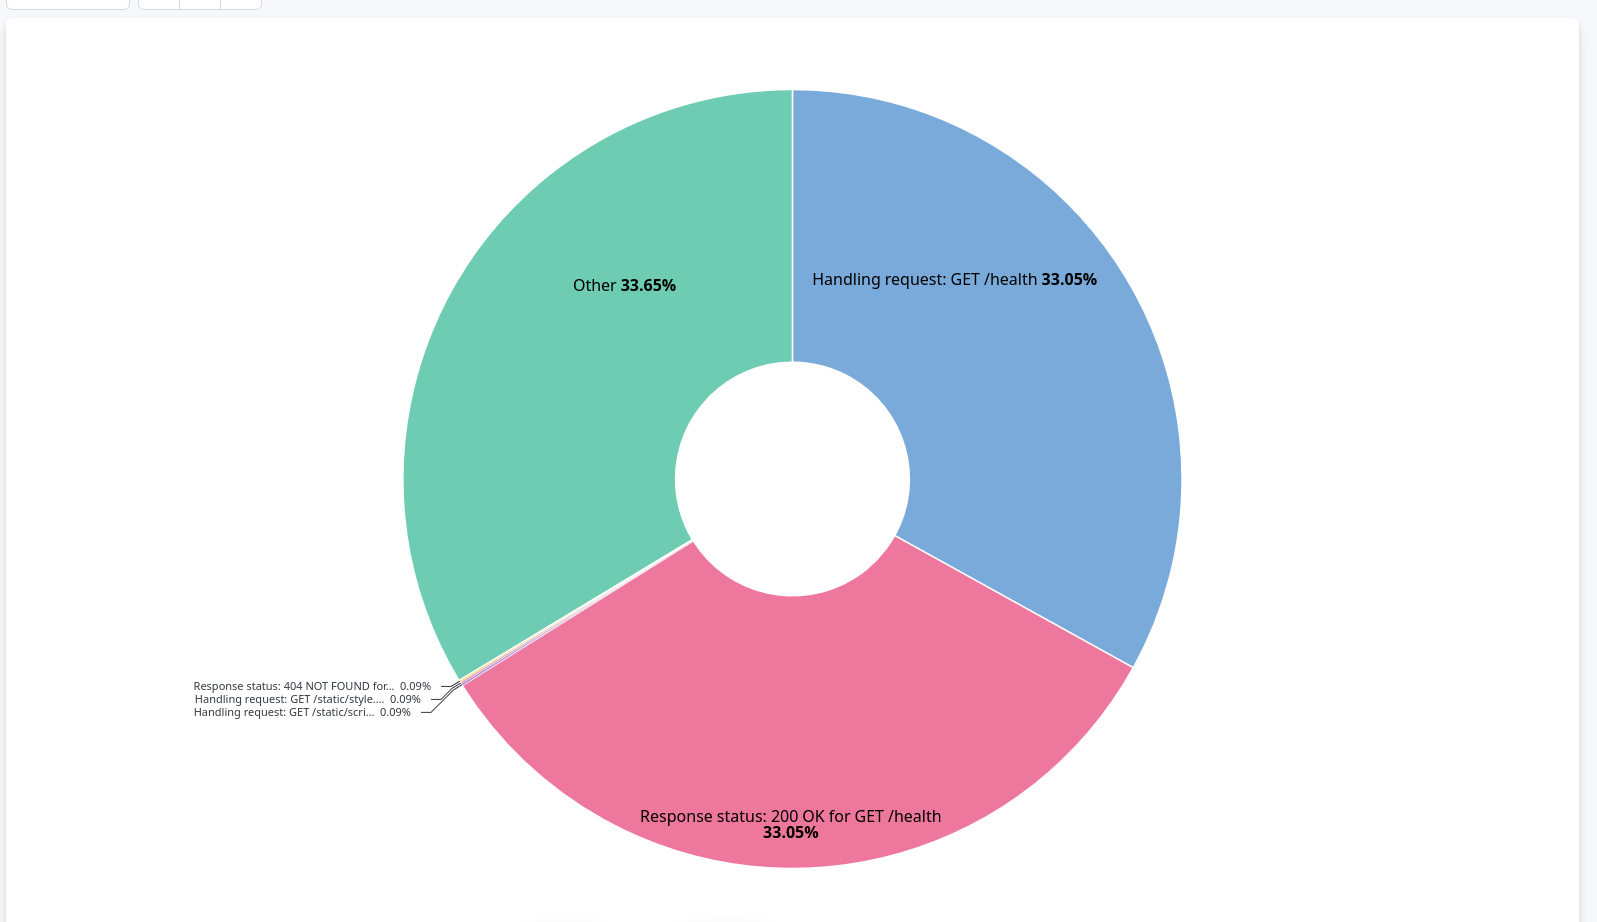 Other 33.65%
Handling request: GET /health 33.05%
Response status: 404 NOT FOUND for... 0.09%
Handling request: GET /static/style.... 0.09%
Handling request: GET /static/scri... 0.09%
Response status: 200 OK for GET /health
33.05%